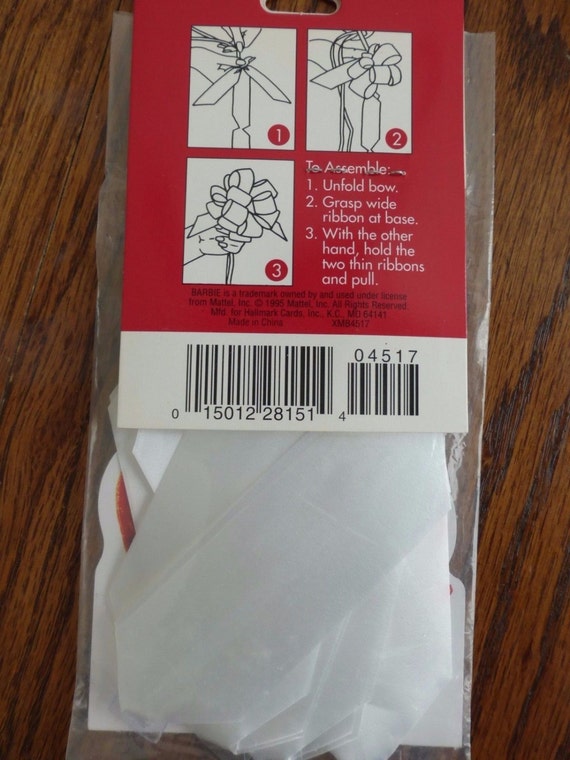 1
2
3
To Assemble:
1. Unfold bow.
2. Grasp wide
ribbon at base.
3. With the other
hand, hold the
two thin ribbons
and pull.
BARBIE is a trademark owned by and used under license
from Mattel, Inc. © 1995 Mattel, Inc. All Rights Reserved.
Mfd. for Hallmark Cards, Inc., K.C., MO 64141
Made in China XMB4517
04517
0 15012 28151 4